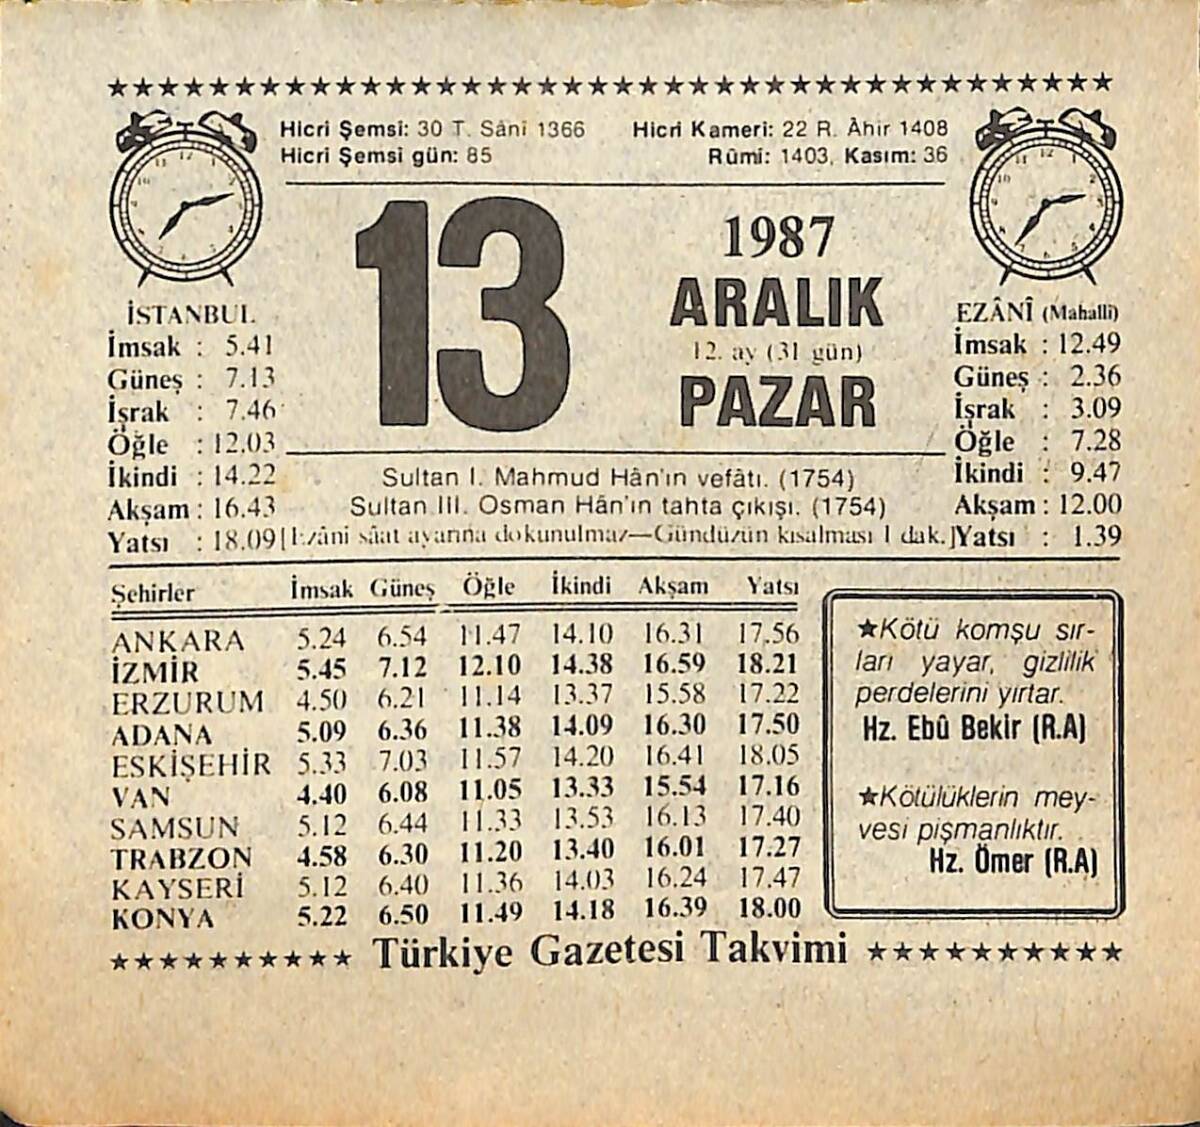 Hicri Şemsi: 30 T. Sâni 1366
Hicri Kameri: 22 R. Âhir 1408
Hicri Şemsi gün: 85
Rûmi: 1403, Kasım: 36
13
1987
ARALIK
12. ay (31 gün)
PAZAR
İSTANBUL
İmsak : 5.41
Güneş : 7.13
İşrak : 7.46
Öğle : 12.03
İkindi : 14.22
Akşam : 16.43
Yatsı : 18.09
EZÂNÎ (Mahalli)
İmsak : 12.49
Güneş : 2.36
İşrak : 3.09
Öğle : 7.28
İkindi : 9.47
Akşam : 12.00
Yatsı : 1.39
Sultan I. Mahmud Hân'ın vefâtı. (1754)
Sultan III. Osman Hân'ın tahta çıkışı. (1754)
[Ezâni sâat ayarına dokunulmaz—Gündüzün kısalması 1 dak.]
Şehirler İmsak Güneş Öğle İkindi Akşam Yatsı
ANKARA 5.24 6.54 11.47 14.10 16.31 17.56
İZMİR 5.45 7.12 12.10 14.38 16.59 18.21
ERZURUM 4.50 6.21 11.14 13.37 15.58 17.22
ADANA 5.09 6.36 11.38 14.09 16.30 17.50
ESKİŞEHİR 5.33 7.03 11.57 14.20 16.41 18.05
VAN 4.40 6.08 11.05 13.33 15.54 17.16
SAMSUN 5.12 6.44 11.33 13.53 16.13 17.40
TRABZON 4.58 6.30 11.20 13.40 16.01 17.27
KAYSERİ 5.12 6.40 11.36 14.03 16.24 17.47
KONYA 5.22 6.50 11.49 14.18 16.39 18.00
★Kötü komşu sır-
ları yayar, gizlilik
perdelerini yırtar.
Hz. Ebû Bekir (R.A)
★Kötülüklerin mey-
vesi pişmanlıktır.
Hz. Ömer (R.A)
Türkiye Gazetesi Takvimi